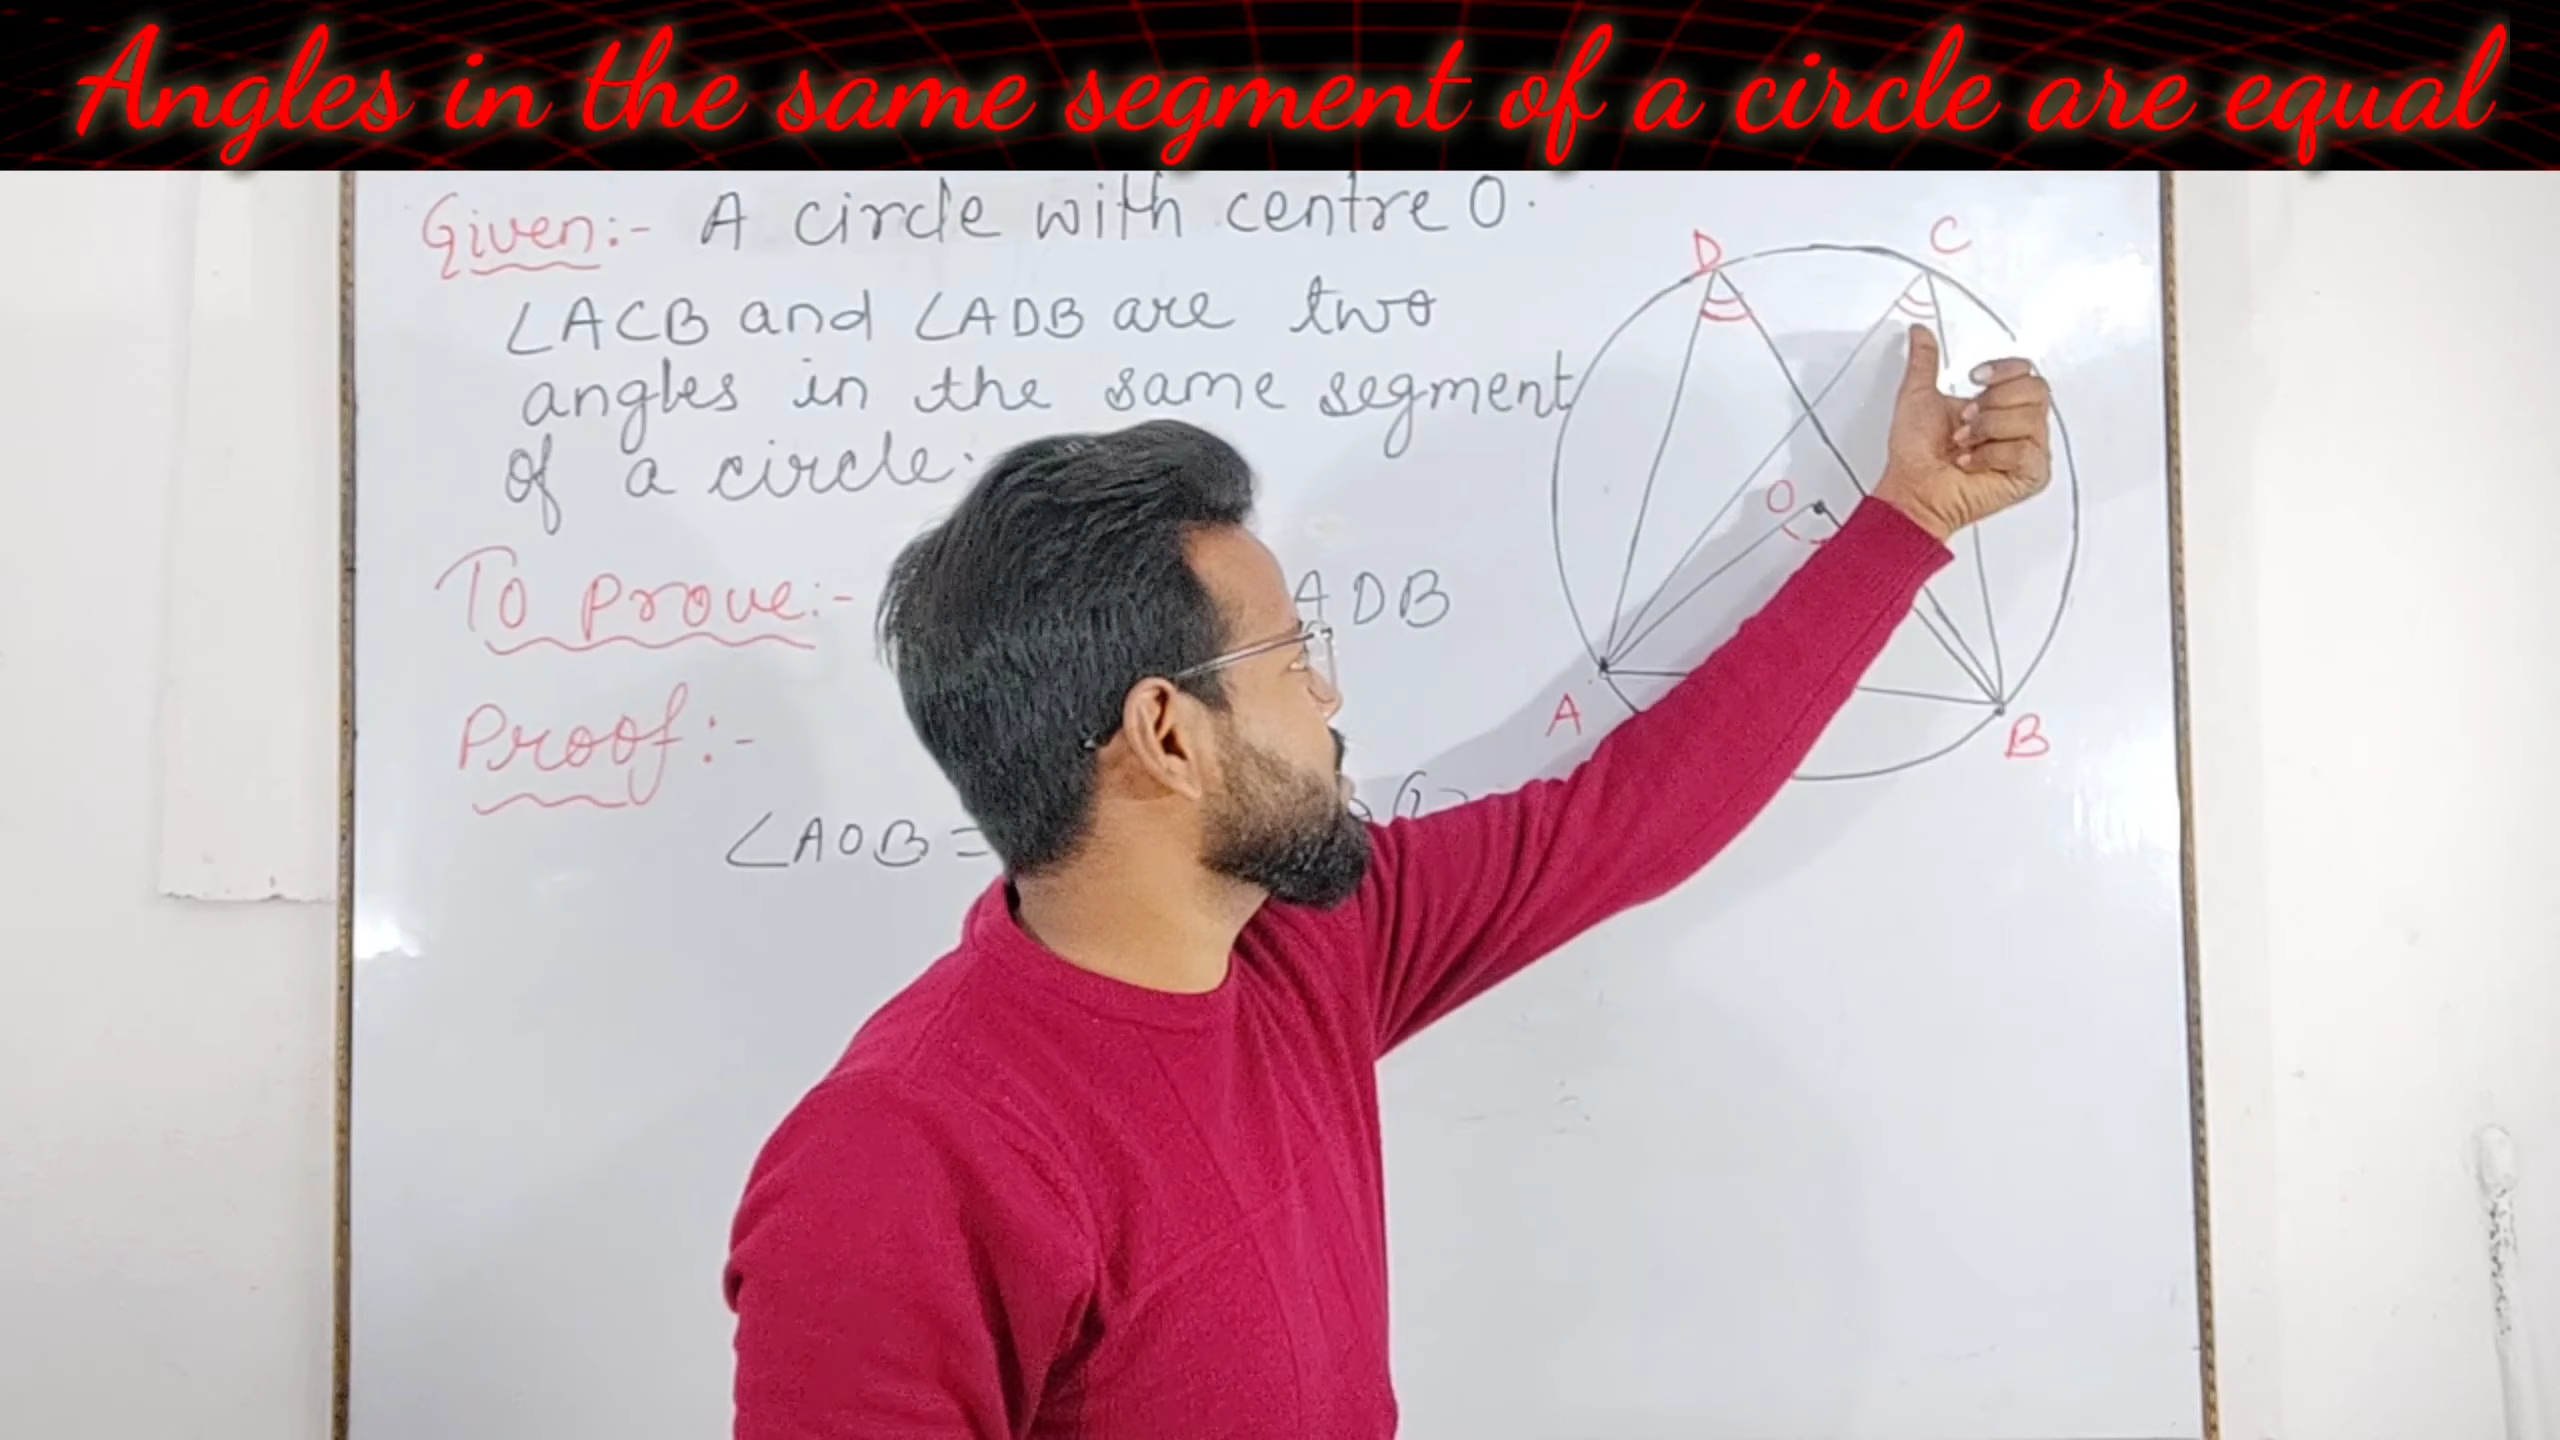 Angles in the same segment of a circle are equal
Given:- A circle with centre O.
∠ACB and ∠ADB are two
angles in the same segment
of a circle.
To Prove:- ADB
Proof:-
∠AOB =
D
C
O
A
B